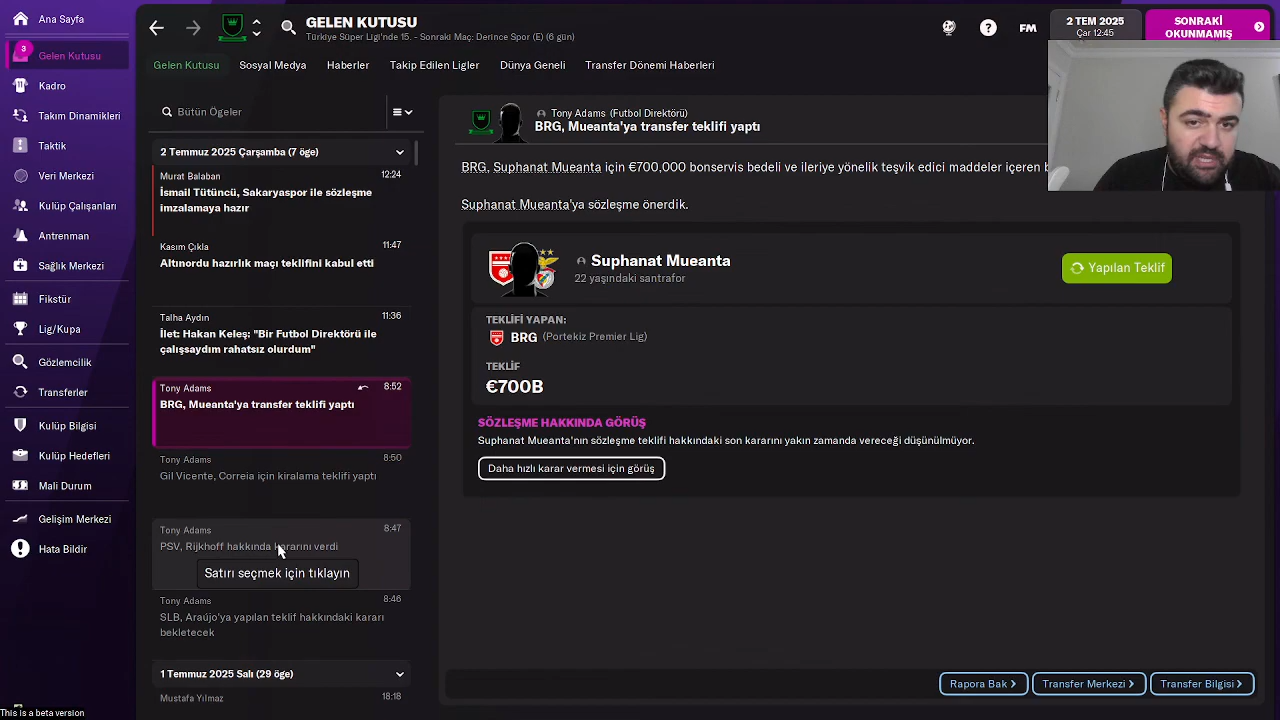 Ana Sayfa
3
Gelen Kutusu
Kadro
Takım Dinamikleri
Taktik
Veri Merkezi
Kulüp Çalışanları
Antrenman
Sağlık Merkezi
Fikstür
Lig/Kupa
Gözlemcilik
Transferler
Kulüp Bilgisi
Kulüp Hedefleri
Mali Durum
Gelişim Merkezi
Hata Bildir
This is a beta version
GELEN KUTUSU
Türkiye Süper Lig'inde 15. - Sonraki Maç: Derince Spor (E) (6 gün)
FM
2 TEM 2025
Çar 12:45
SONRAKİ
OKUNMAMIŞ
Gelen Kutusu
Sosyal Medya
Haberler
Takip Edilen Ligler
Dünya Geneli
Transfer Dönemi Haberleri
Bütün Ögeler
2 Temmuz 2025 Çarşamba (7 öge)
Murat Balaban
12:24
İsmail Tütüncü, Sakaryaspor ile sözleşme
imzalamaya hazır
Kasım Çıkla
11:47
Altınordu hazırlık maçı teklifini kabul etti
Talha Aydın
11:36
İlet: Hakan Keleş: "Bir Futbol Direktörü ile
çalışsaydım rahatsız olurdum"
Tony Adams
8:52
BRG, Mueanta'ya transfer teklifi yaptı
Tony Adams
8:50
Gil Vicente, Correia için kiralama teklifi yaptı
Tony Adams
8:47
PSV, Rijkhoff hakkında kararını verdi
Satırı seçmek için tıklayın
Tony Adams
8:46
SLB, Araújo'ya yapılan teklif hakkındaki kararı
bekletecek
1 Temmuz 2025 Salı (29 öge)
Mustafa Yılmaz
18:18
Tony Adams (Futbol Direktörü)
BRG, Mueanta'ya transfer teklifi yaptı
BRG, Suphanat Mueanta için €700,000 bonservis bedeli ve ileriye yönelik teşvik edici maddeler içeren b
Suphanat Mueanta'ya sözleşme önerdik.
Suphanat Mueanta
22 yaşındaki santrafor
Yapılan Teklif
TEKLİFİ YAPAN:
BRG (Portekiz Premier Lig)
TEKLİF
€700B
SÖZLEŞME HAKKINDA GÖRÜŞ
Suphanat Mueanta'nın sözleşme teklifi hakkındaki son kararını yakın zamanda vereceği düşünülmüyor.
Daha hızlı karar vermesi için görüş
Rapora Bak
Transfer Merkezi
Transfer Bilgisi